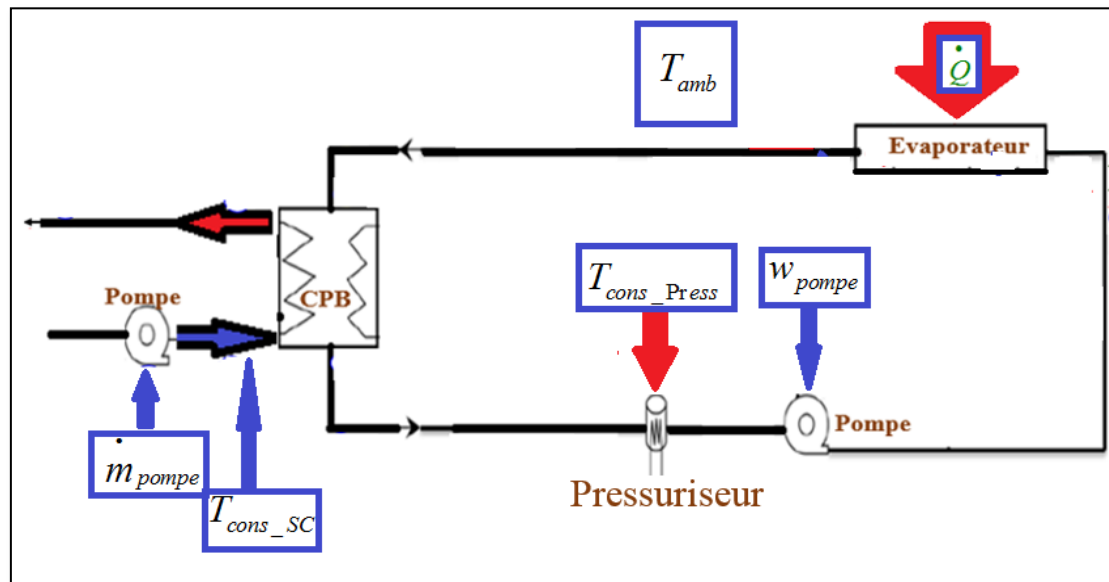 T_amb
Q̇
Evaporateur
Pompe
CPB
T_cons_Press
w_pompe
Pompe
ṁ_pompe
T_cons_SC
Pressuriseur